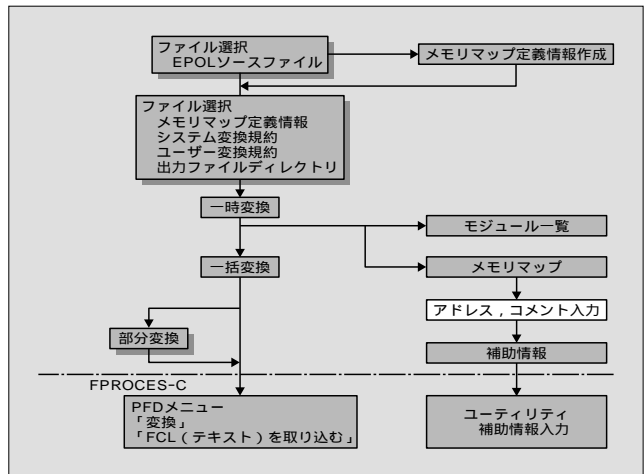 ファイル選択
EPOLソースファイル
メモリマップ定義情報作成
ファイル選択
メモリマップ定義情報
システム変換規約
ユーザー変換規約
出力ファイルディレクトリ
一時変換
モジュール一覧
一括変換
メモリマップ
アドレス，コメント入力
部分変換
補助情報
FPROCES-C
PFDメニュー
「変換」
「FCL（テキスト）を取り込む」
ユーティリティ
補助情報入力